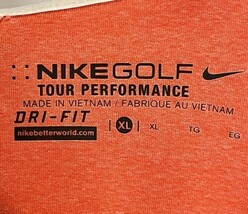 NIKEGOLF
TOUR PERFORMANCE
MADE IN VIETNAM / FABRIQUE AU VIETNAM
DRI-FIT
nikebetterworld.com XL XL TG EG